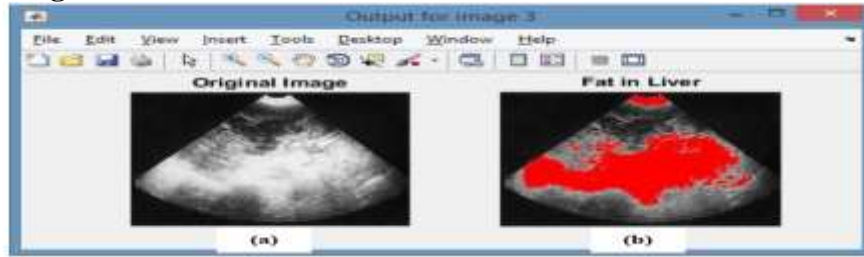 Output for image 3
File Edit View Insert Tools Desktop Window Help
Original Image Fat in Liver
(a) (b)